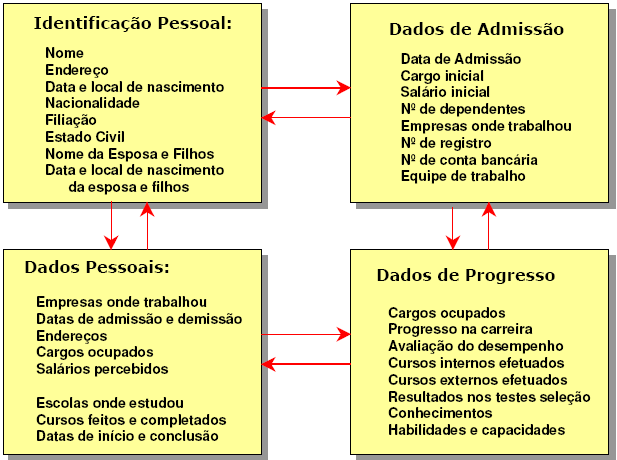 Identificação Pessoal:
Nome
Endereço
Data e local de nascimento
Nacionalidade
Filiação
Estado Civil
Nome da Esposa e Filhos
Data e local de nascimento
da esposa e filhos
Dados de Admissão
Data de Admissão
Cargo inicial
Salário inicial
Nº de dependentes
Empresas onde trabalhou
Nº de registro
Nº de conta bancária
Equipe de trabalho
Dados Pessoais:
Empresas onde trabalhou
Datas de admissão e demissão
Endereços
Cargos ocupados
Salários percebidos
Escolas onde estudou
Cursos feitos e completados
Datas de início e conclusão
Dados de Progresso
Cargos ocupados
Progresso na carreira
Avaliação do desempenho
Cursos internos efetuados
Cursos externos efetuados
Resultados nos testes seleção
Conhecimentos
Habilidades e capacidades